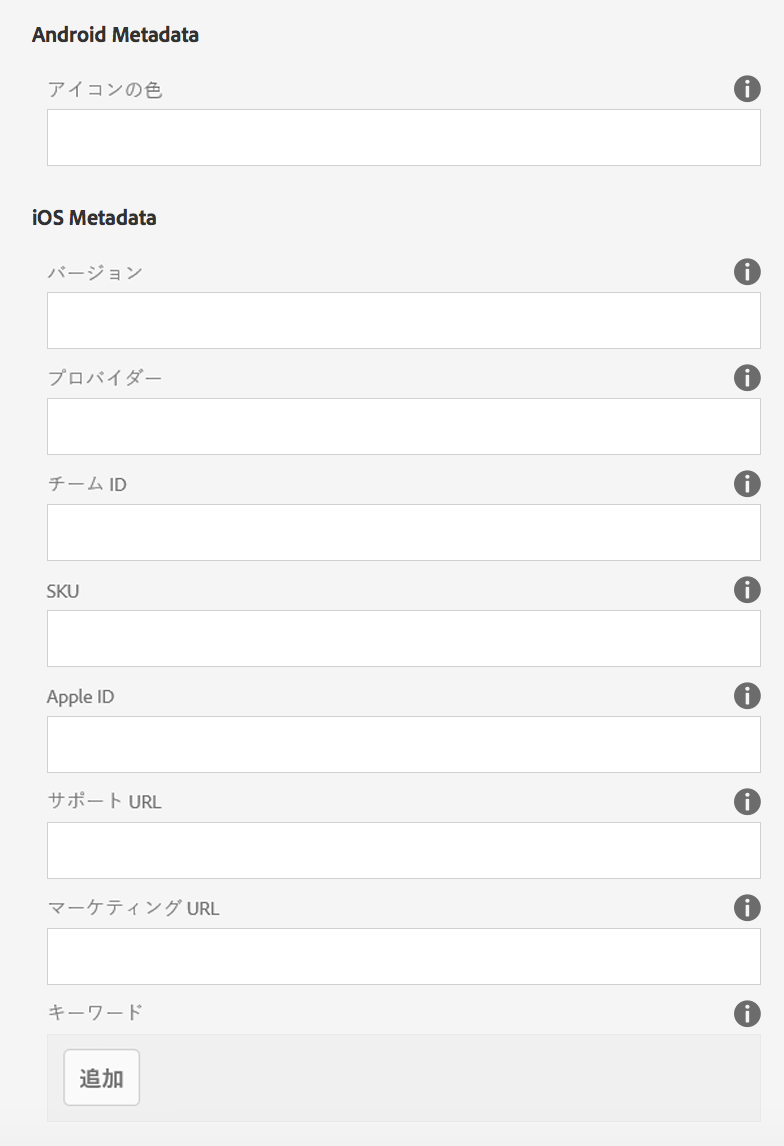 Android Metadata
アイコンの色
iOS Metadata
バージョン
プロバイダー
チーム ID
SKU
Apple ID
サポート URL
マーケティング URL
キーワード
追加